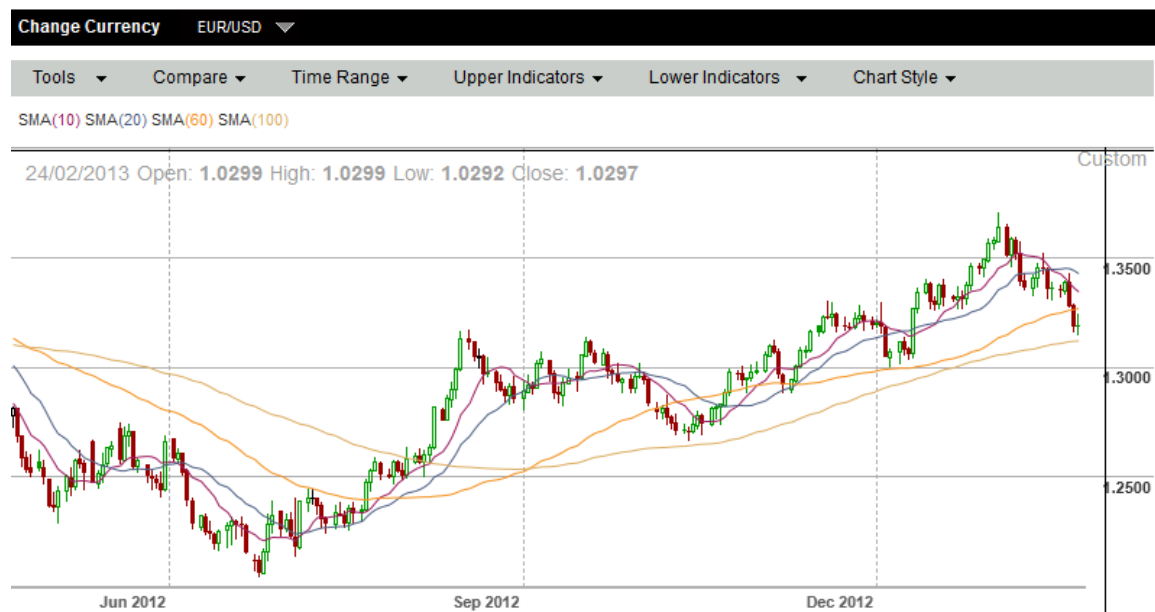 Change Currency EUR/USD
Tools Compare Time Range Upper Indicators Lower Indicators Chart Style
SMA(10) SMA(20) SMA(60) SMA(100)
Custom
24/02/2013 Open: 1.0299 High: 1.0299 Low: 1.0292 Close: 1.0297
1.3500
1.3000
1.2500
Jun 2012 Sep 2012 Dec 2012